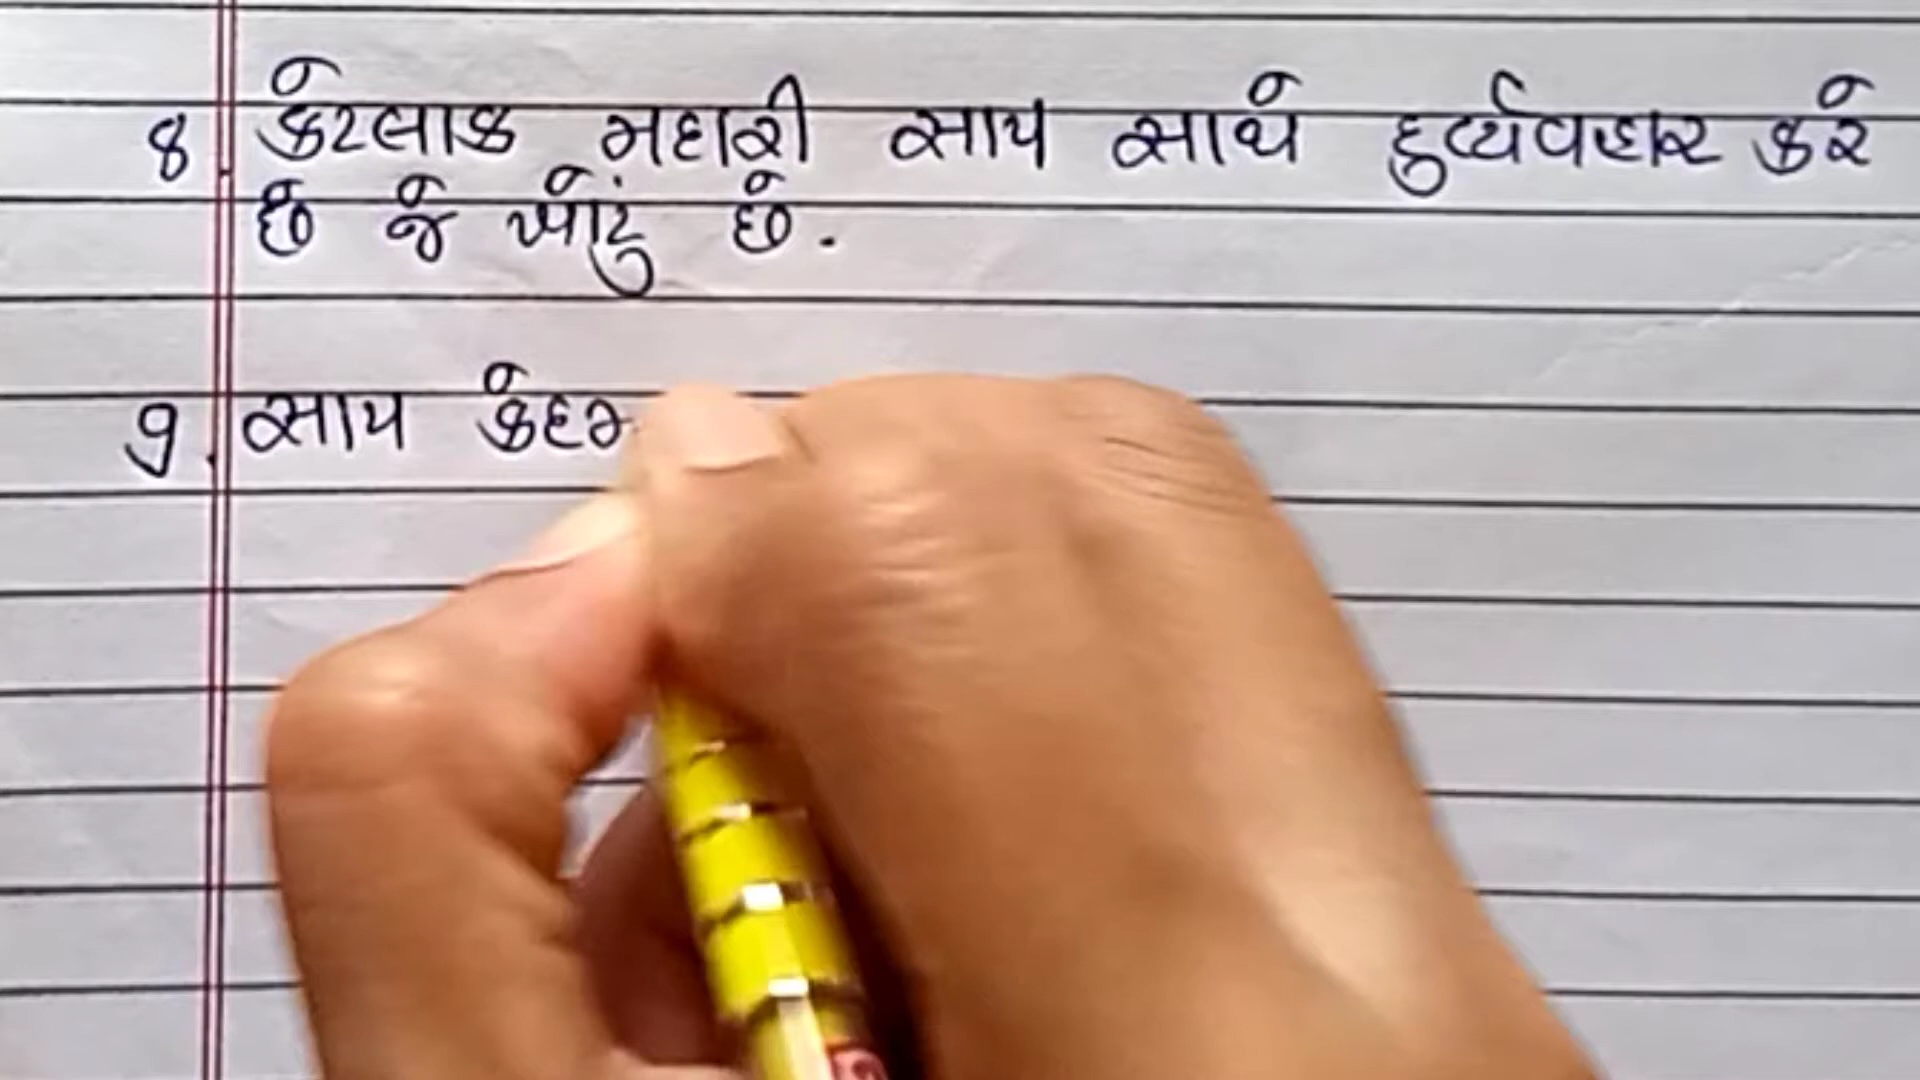 8. કેટલાક મદારી સાપ સાથે દુર્વ્યવહાર કરે
છે જે ખોટું છે.
9. સાપ